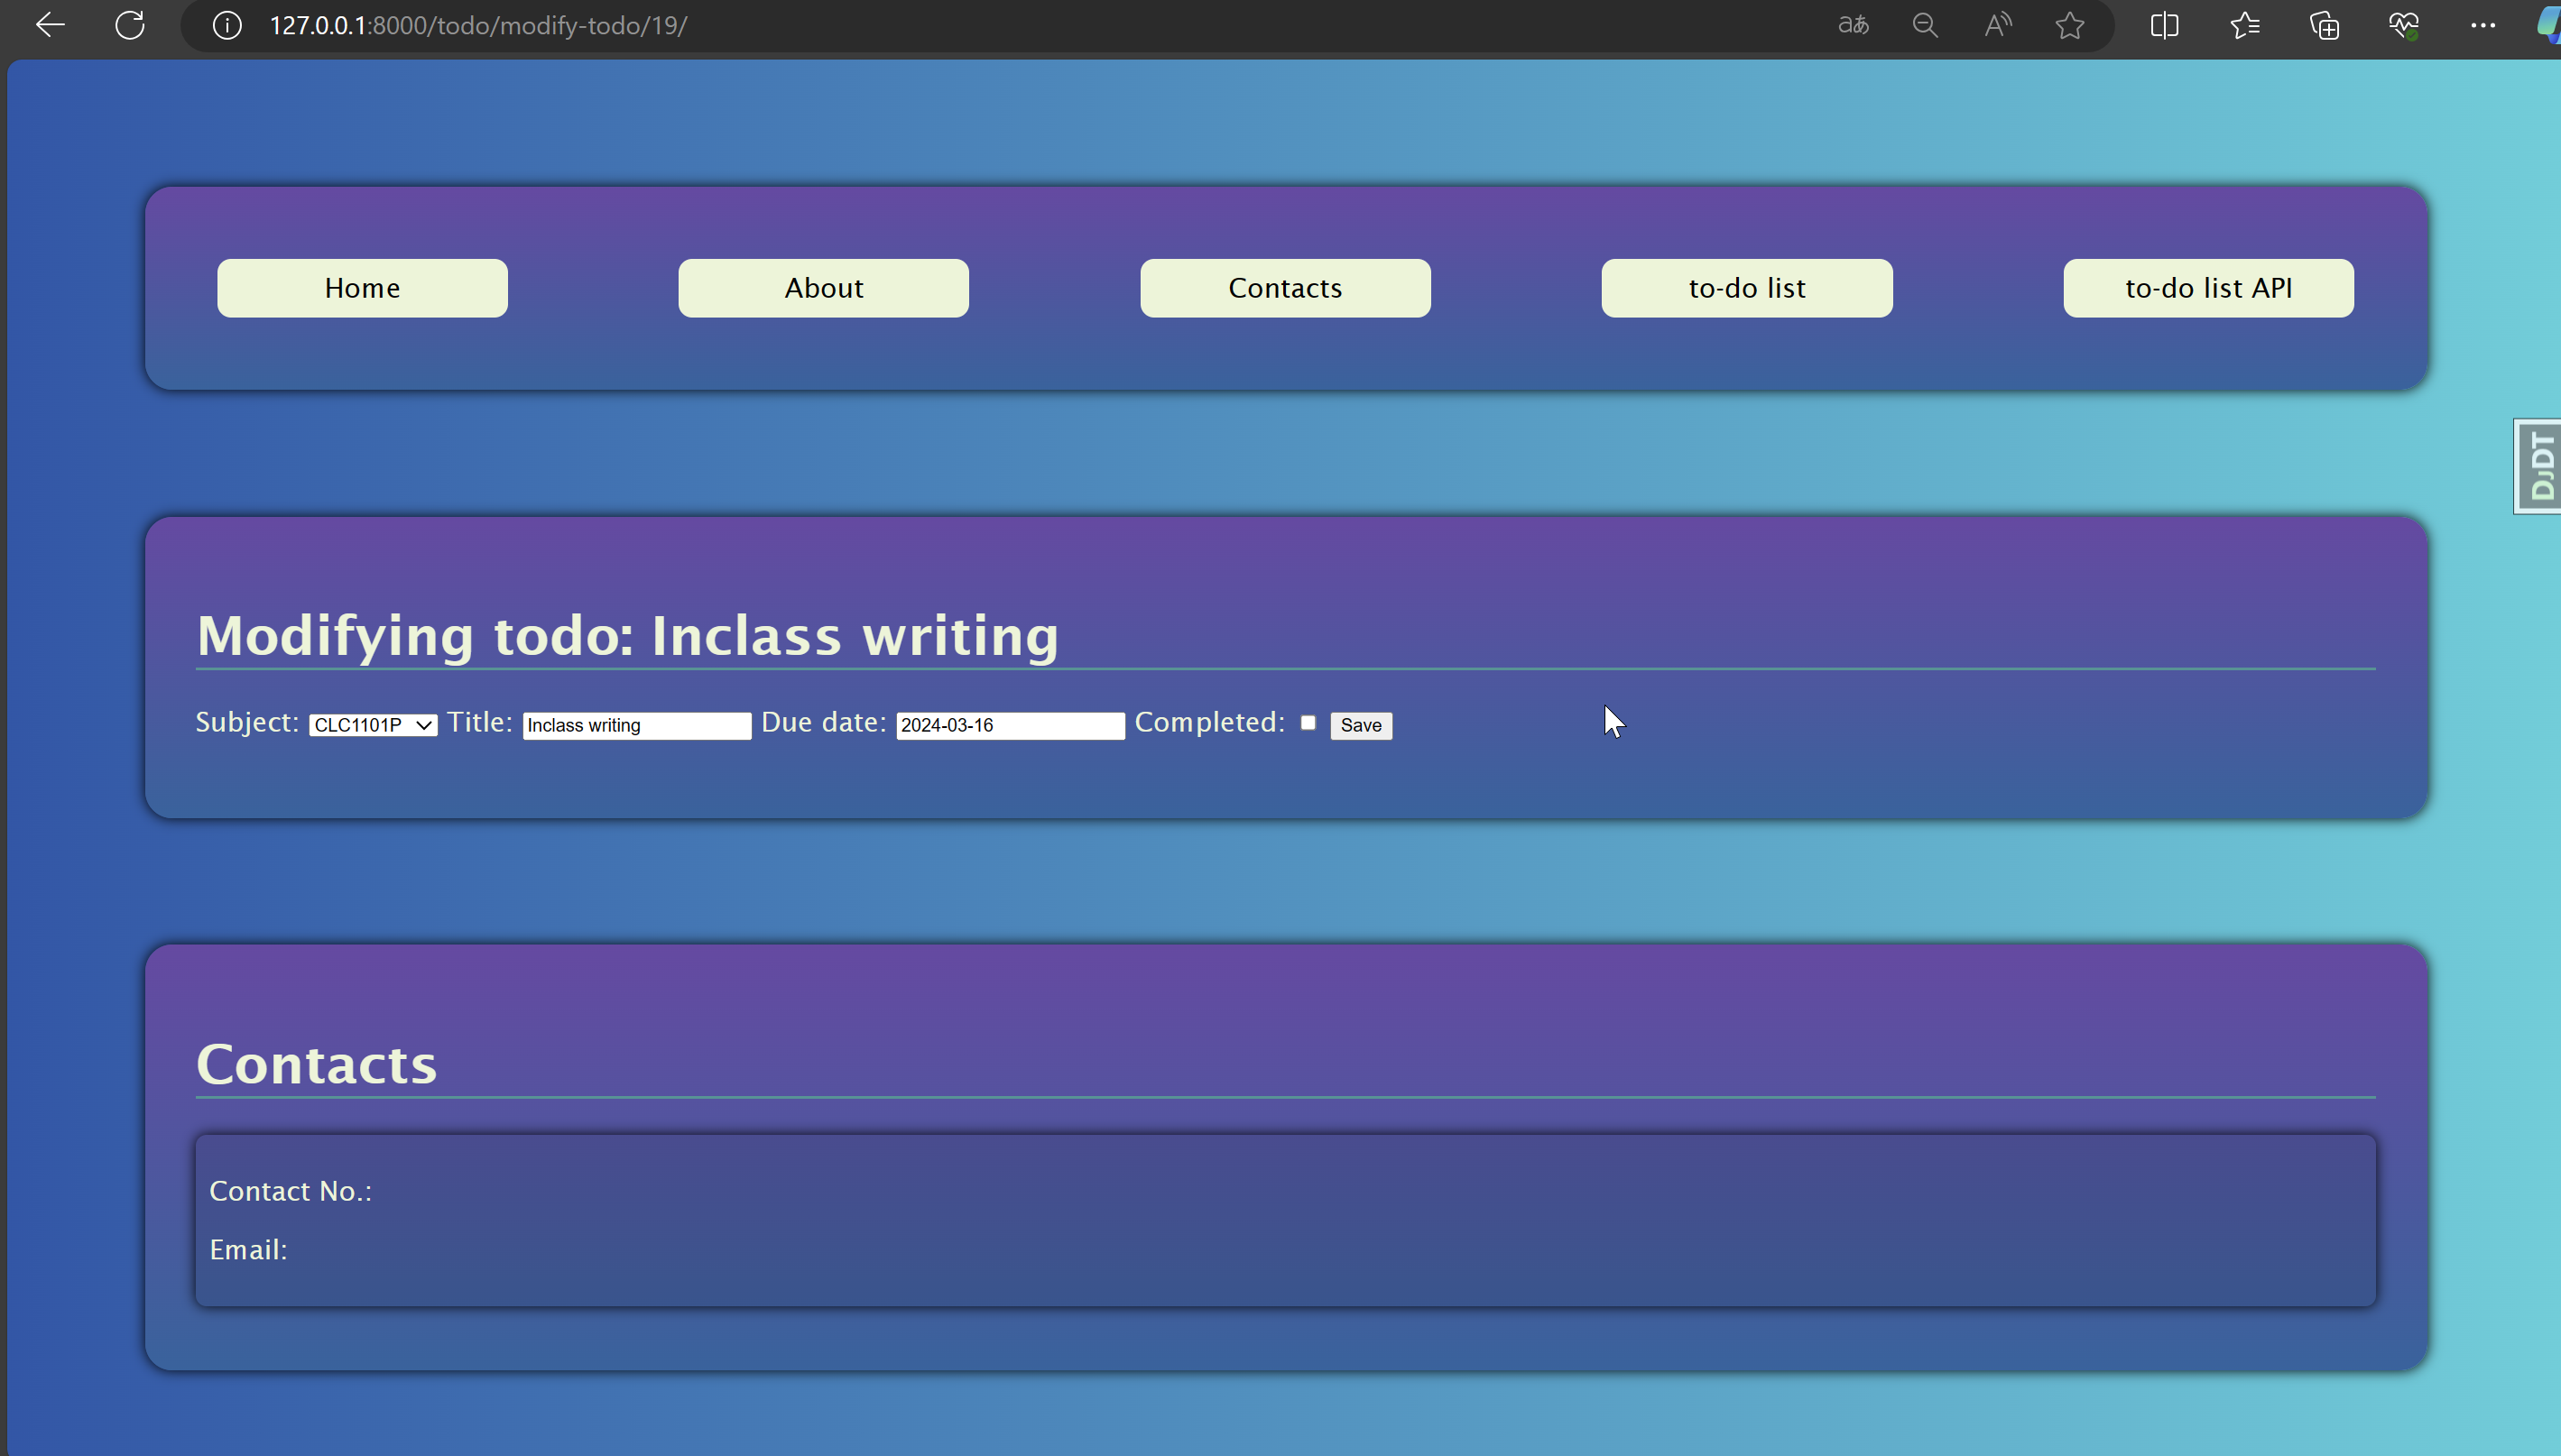 127.0.0.1:8000/todo/modify-todo/19/
Home About Contacts to-do list to-do list API
DJDT
Modifying todo: Inclass writing
Subject: CLC1101P Title: Inclass writing Due date: 2024-03-16 Completed: Save
Contacts
Contact No.:
Email: